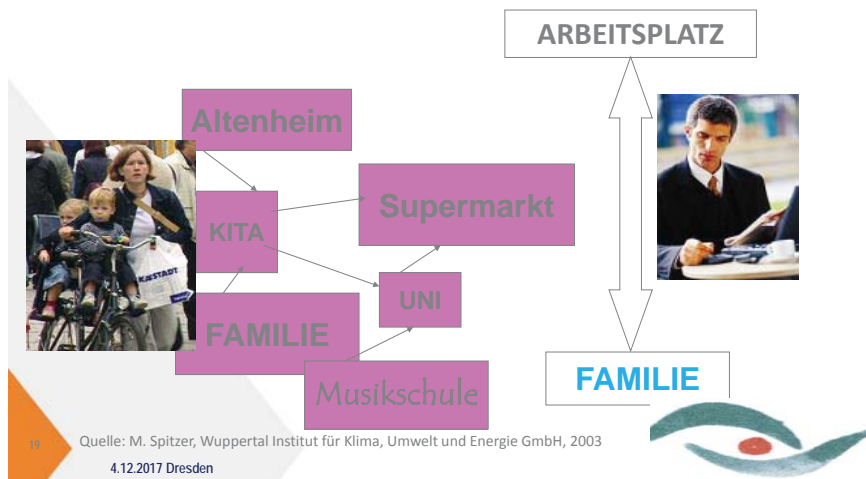 ARBEITSPLATZ
Altenheim
Supermarkt
KITA
KARSTADT
UNI
FAMILIE
FAMILIE
Musikschule
19
Quelle: M. Spitzer, Wuppertal Institut für Klima, Umwelt und Energie GmbH, 2003
4.12.2017 Dresden